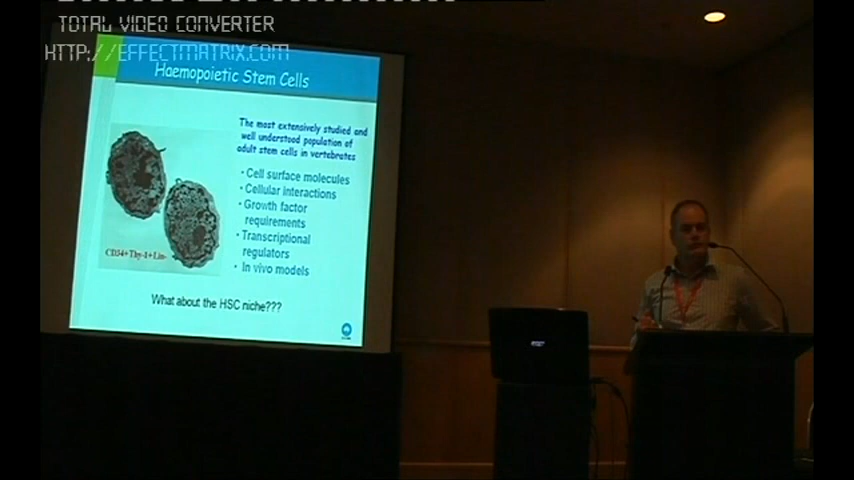 TOTAL VIDEO CONVERTER
HTTP://EFFECTMATRIX.COM
Haemopoietic Stem Cells
The most extensively studied and
well understood population of
adult stem cells in vertebrates
• Cell surface molecules
• Cellular interactions
• Growth factor
requirements
• Transcriptional
regulators
• In vivo models
CD34+Thy-1+Lin-
What about the HSC niche???